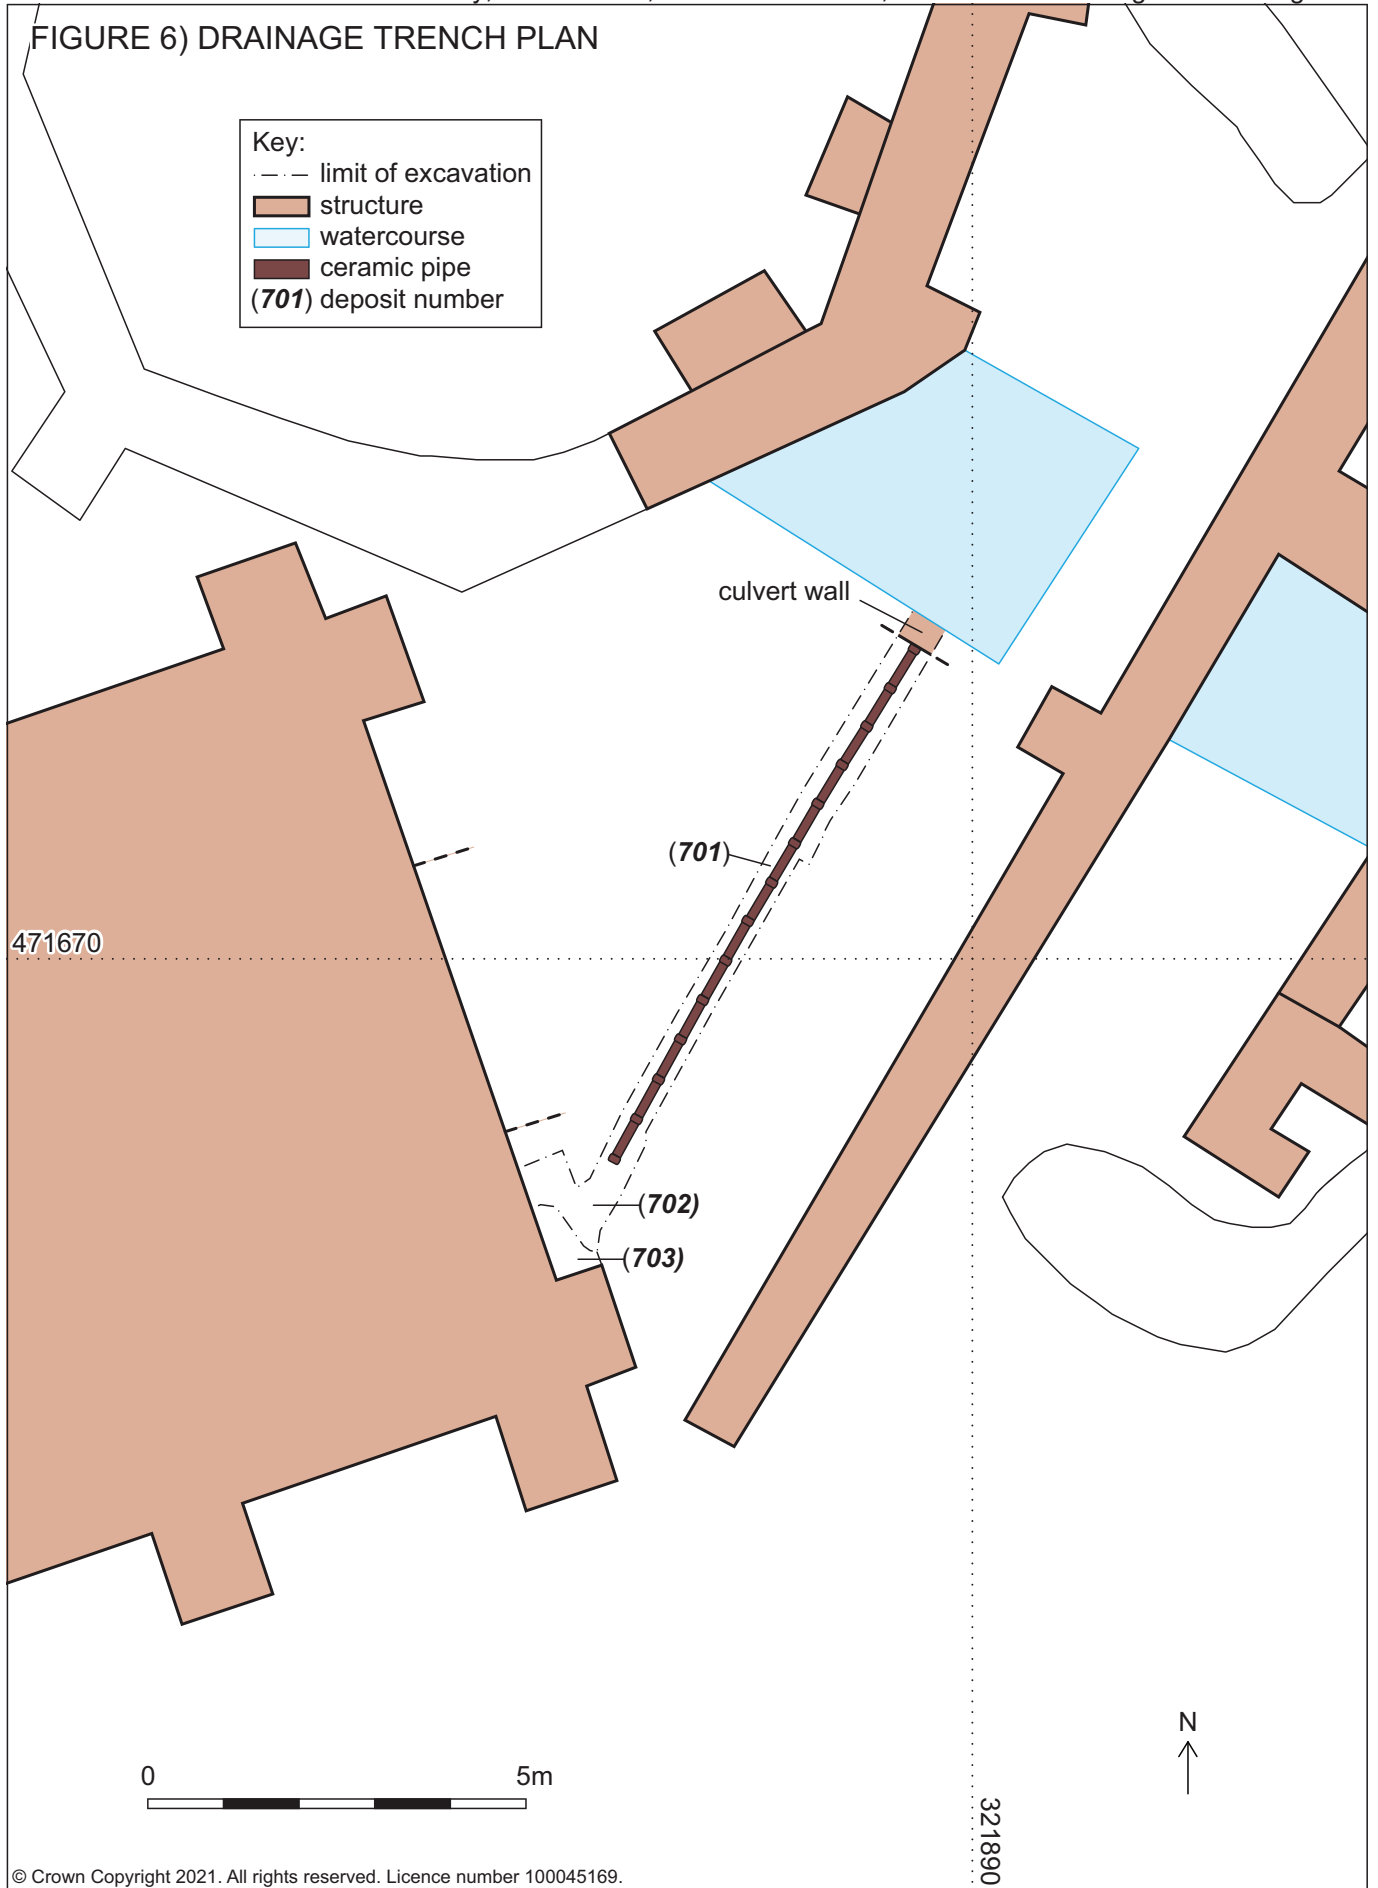 FIGURE 6) DRAINAGE TRENCH PLAN
Key:
limit of excavation
structure
watercourse
ceramic pipe
(701) deposit number
culvert wall
(701)
471670
(702)
(703)
N
0 5m
321890
© Crown Copyright 2021. All rights reserved. Licence number 100045169.